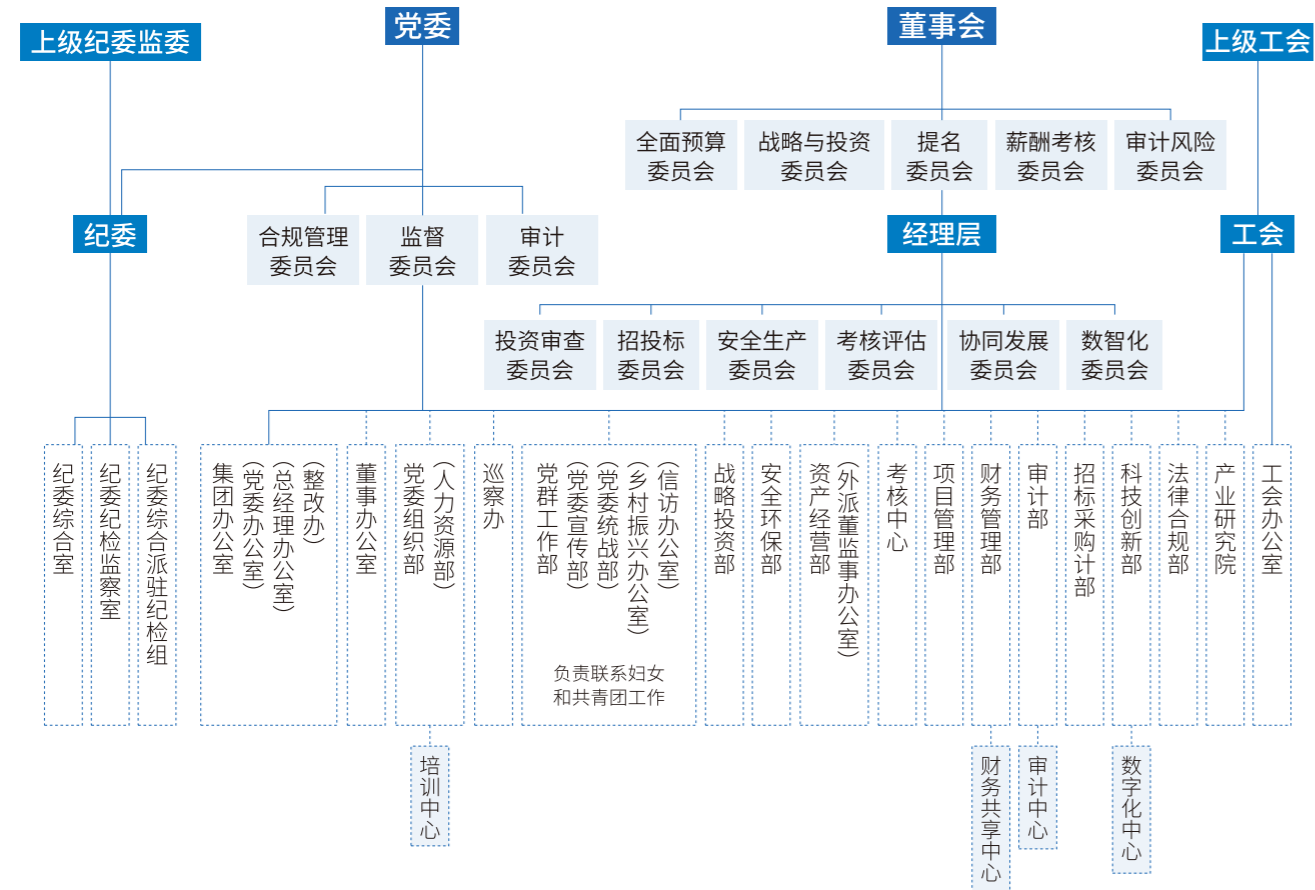 上级纪委监委
党委
董事会
上级工会
全面预算
委员会
战略与投资
委员会
提名
委员会
薪酬考核
委员会
审计风险
委员会
纪委
合规管理
委员会
监督
委员会
审计
委员会
经理层
工会
投资审查
委员会
招投标
委员会
安全生产
委员会
考核评估
委员会
协同发展
委员会
数智化
委员会
纪委综合室
纪委纪检监察室
纪委综合派驻纪检组
集团办公室
（党委办公室）
（总经理办公室）
（整改办）
董事办公室
党委组织部
（人力资源部）
巡察办
党群工作部
（党委宣传部）
（党委统战部）
（乡村振兴办公室）
（信访办公室）
负责联系妇女
和共青团工作
战略投资部
安全环保部
资产经营部
（外派董监事办公室）
考核中心
项目管理部
财务管理部
审计部
招标采购计部
科技创新部
法律合规部
产业研究院
工会办公室
培训中心
财务共享中心
审计中心
数字化中心